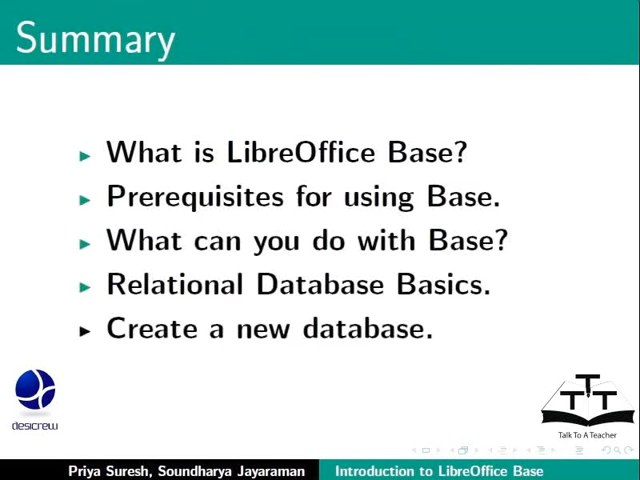 Summary
What is LibreOffice Base?
Prerequisites for using Base.
What can you do with Base?
Relational Database Basics.
Create a new database.
desicrew
T T T
Talk To A Teacher
Priya Suresh, Soundharya Jayaraman
Introduction to LibreOffice Base